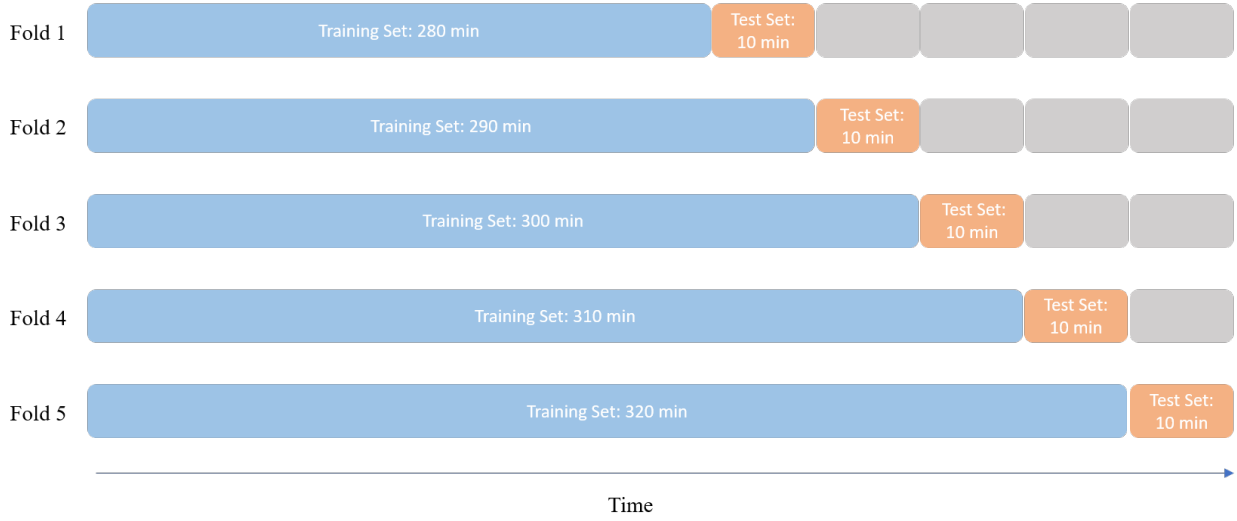 Fold 1
Training Set: 280 min
Test Set:
10 min
Fold 2
Training Set: 290 min
Test Set:
10 min
Fold 3
Training Set: 300 min
Test Set:
10 min
Fold 4
Training Set: 310 min
Test Set:
10 min
Fold 5
Training Set: 320 min
Test Set:
10 min
Time